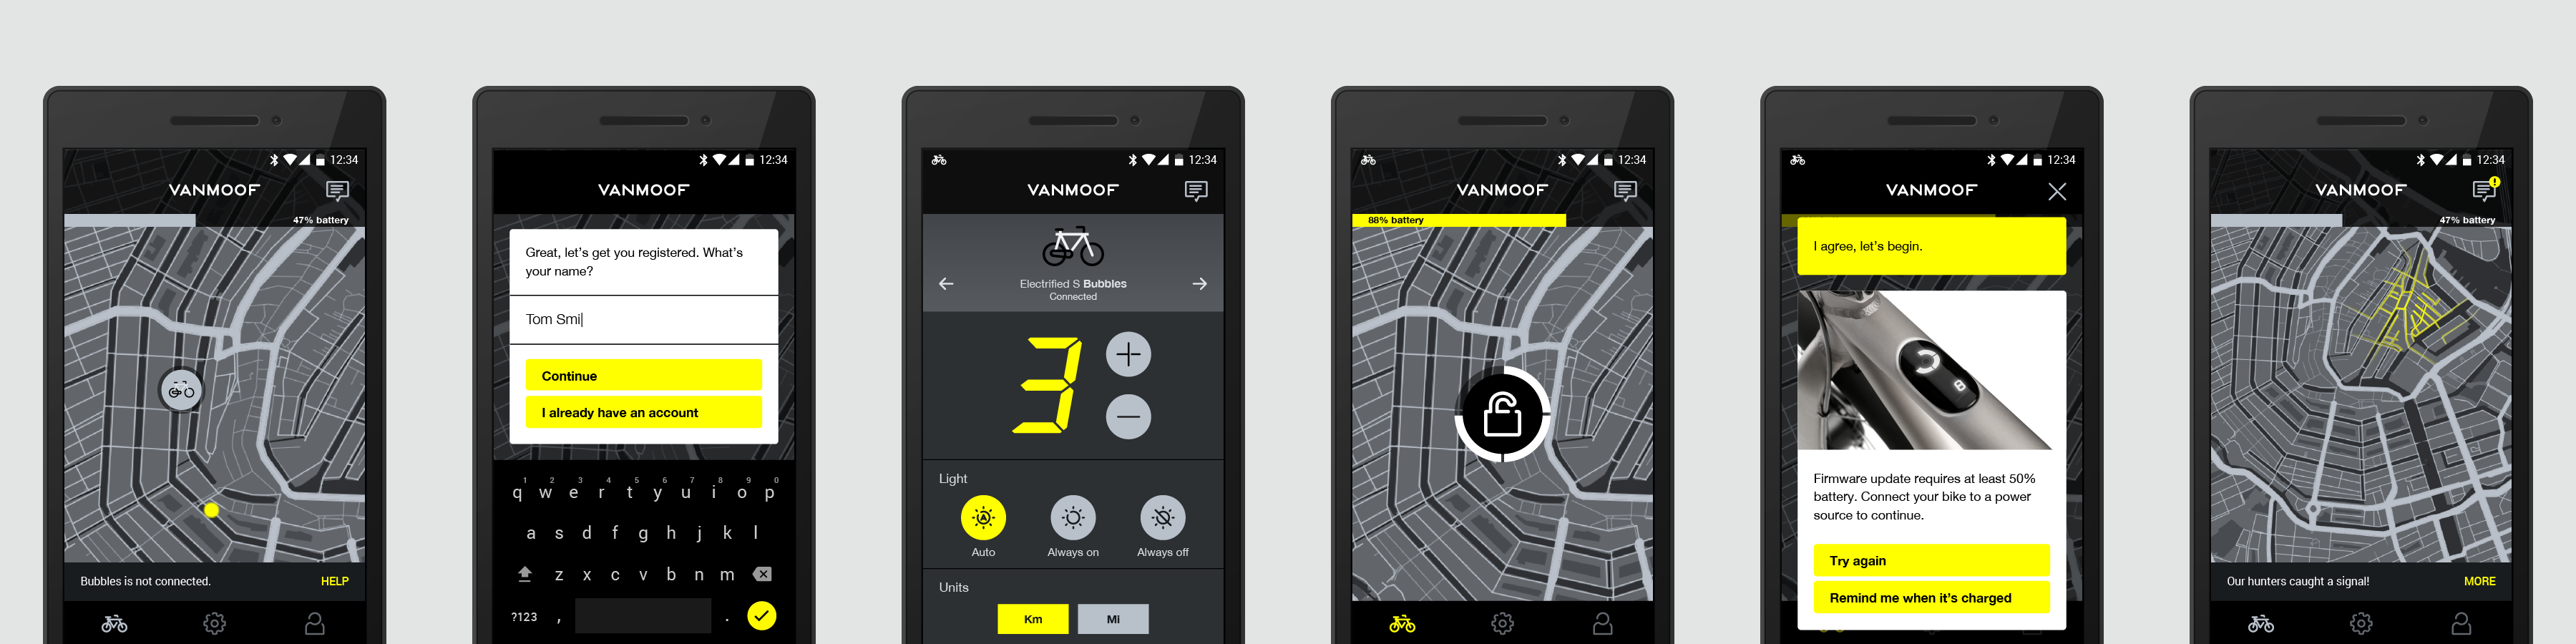 12:34
VANMOOF
47% battery
Bubbles is not connected.
HELP
12:34
VANMOOF
Great, let's get you registered. What's
your name?
Tom Smi
Continue
I already have an account
1 2 3 4 5 6 7 8 9 0
q w e r t y u i o p
a s d f g h j k l
z x c v b n m
?123 , .
12:34
VANMOOF
Electrified S Bubbles
Connected
3
Light
Auto
Always on
Always off
Units
Km
Mi
12:34
VANMOOF
88% battery
12:34
VANMOOF
I agree, let's begin.
8
Firmware update requires at least 50%
battery. Connect your bike to a power
source to continue.
Try again
Remind me when it's charged
12:34
VANMOOF
!
47% battery
Our hunters caught a signal!
MORE